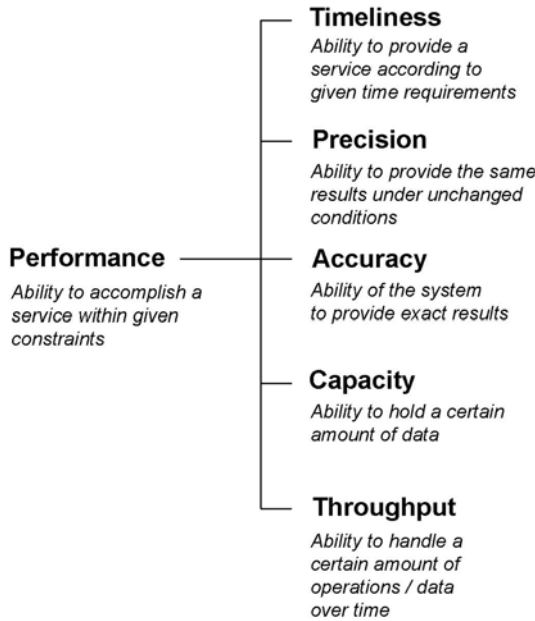 Timeliness
Ability to provide a
service according to
given time requirements
Precision
Ability to provide the same
results under unchanged
conditions
Performance
Ability to accomplish a
service within given
constraints
Accuracy
Ability of the system
to provide exact results
Capacity
Ability to hold a certain
amount of data
Throughput
Ability to handle a
certain amount of
operations / data
over time